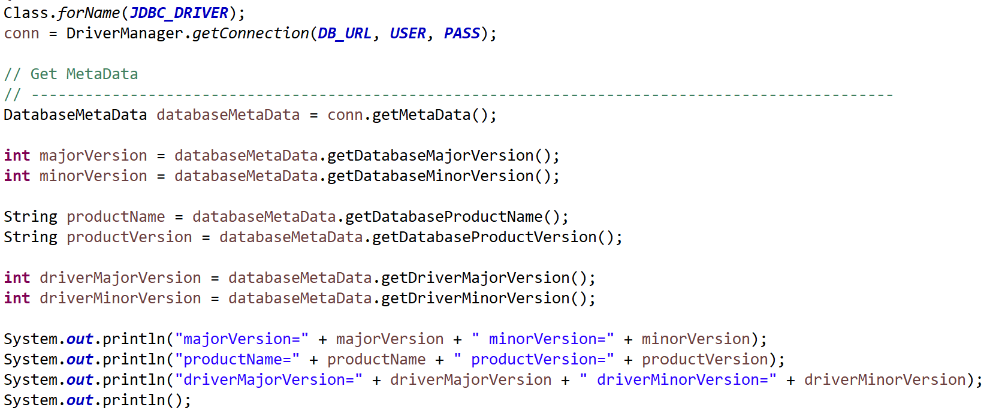 Class.forName(JDBC_DRIVER);
conn = DriverManager.getConnection(DB_URL, USER, PASS);
// Get MetaData
// ------------------------------------------------------------------------------------------------
DatabaseMetaData databaseMetaData = conn.getMetaData();
int majorVersion = databaseMetaData.getDatabaseMajorVersion();
int minorVersion = databaseMetaData.getDatabaseMinorVersion();
String productName = databaseMetaData.getDatabaseProductName();
String productVersion = databaseMetaData.getDatabaseProductVersion();
int driverMajorVersion = databaseMetaData.getDriverMajorVersion();
int driverMinorVersion = databaseMetaData.getDriverMinorVersion();
System.out.println("majorVersion=" + majorVersion + " minorVersion=" + minorVersion);
System.out.println("productName=" + productName + " productVersion=" + productVersion);
System.out.println("driverMajorVersion=" + driverMajorVersion + " driverMinorVersion=" + driverMinorVersion);
System.out.println();